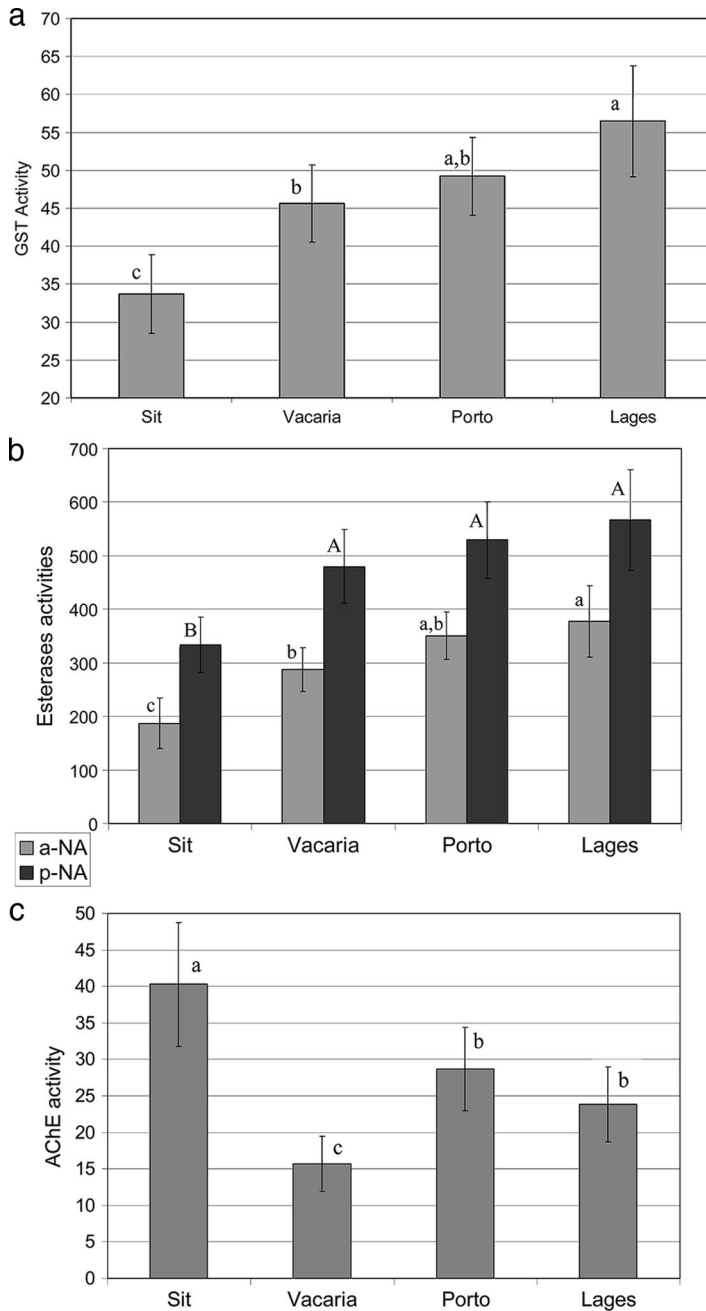 a
70
65
60
55
50
45
40
35
30
25
20
GST Activity
c
b
a,b
a
Sit Vacaria Porto Lages
b
700
600
500
400
300
200
100
0
Esterases activities
c
B
b
A
a,b
A
a
A
Sit Vacaria Porto Lages
a-NA
p-NA
c
50
45
40
35
30
25
20
15
10
5
0
AChE activity
a
c
b
b
Sit Vacaria Porto Lages